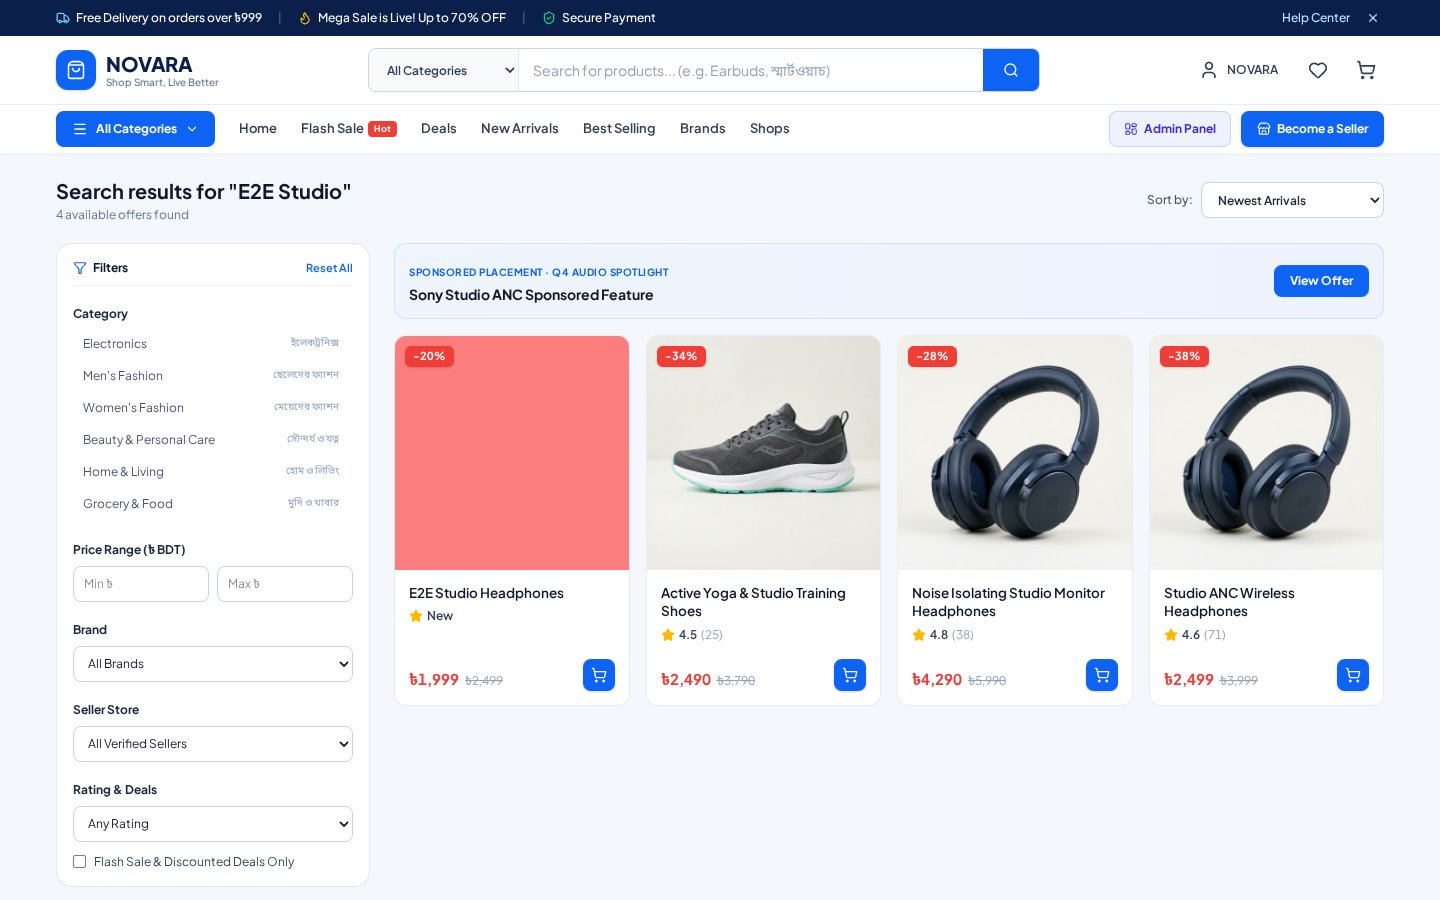 Free Delivery on orders over ৳999 | Mega Sale is Live! Up to 70% OFF | Secure Payment
Help Center
NOVARA
Shop Smart, Live Better
All Categories
Search for products... (e.g. Earbuds, স্মার্টওয়াচ)
NOVARA
All Categories
Home
Flash Sale Hot
Deals
New Arrivals
Best Selling
Brands
Shops
Admin Panel
Become a Seller
Search results for "E2E Studio"
4 available offers found
Sort by: Newest Arrivals
Filters
Reset All
Category
Electronics ইলেকট্রনিক্স
Men's Fashion ছেলেদের ফ্যাশন
Women's Fashion মেয়েদের ফ্যাশন
Beauty & Personal Care সৌন্দর্য ও যত্ন
Home & Living হোম ও লিভিং
Grocery & Food মুদি ও খাবার
Price Range (৳ BDT)
Min ৳
Max ৳
Brand
All Brands
Seller Store
All Verified Sellers
Rating & Deals
Any Rating
Flash Sale & Discounted Deals Only
SPONSORED PLACEMENT · Q4 AUDIO SPOTLIGHT
Sony Studio ANC Sponsored Feature
View Offer
-20%
E2E Studio Headphones
New
৳1,999 ৳2,499
-34%
Active Yoga & Studio Training
Shoes
4.5 (25)
৳2,490 ৳3,790
-28%
Noise Isolating Studio Monitor
Headphones
4.8 (38)
৳4,290 ৳5,990
-38%
Studio ANC Wireless
Headphones
4.6 (71)
৳2,499 ৳3,999